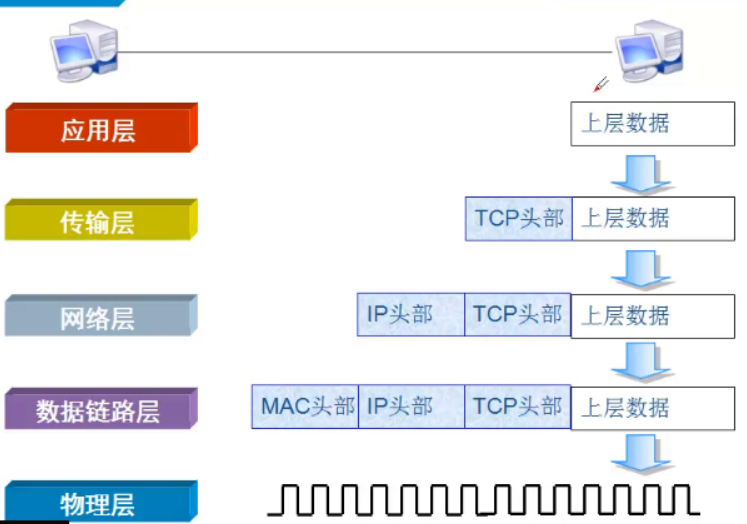 应用层
上层数据
传输层
TCP头部 上层数据
网络层
IP头部 TCP头部 上层数据
数据链路层
MAC头部 IP头部 TCP头部 上层数据
物理层